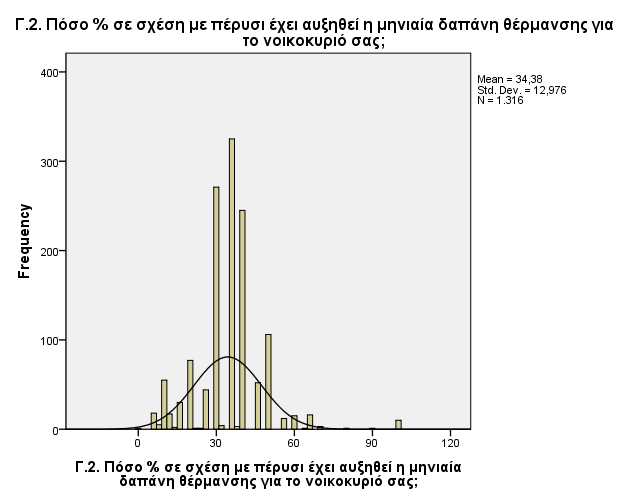 Γ.2. Πόσο % σε σχέση με πέρυσι έχει αυξηθεί η μηνιαία δαπάνη θέρμανσης για
το νοικοκυριό σας;
Mean = 34,38
Std. Dev. = 12,976
N = 1.316
400
300
200
100
0
Frequency
0 30 60 90 120
Γ.2. Πόσο % σε σχέση με πέρυσι έχει αυξηθεί η μηνιαία
δαπάνη θέρμανσης για το νοικοκυριό σας;